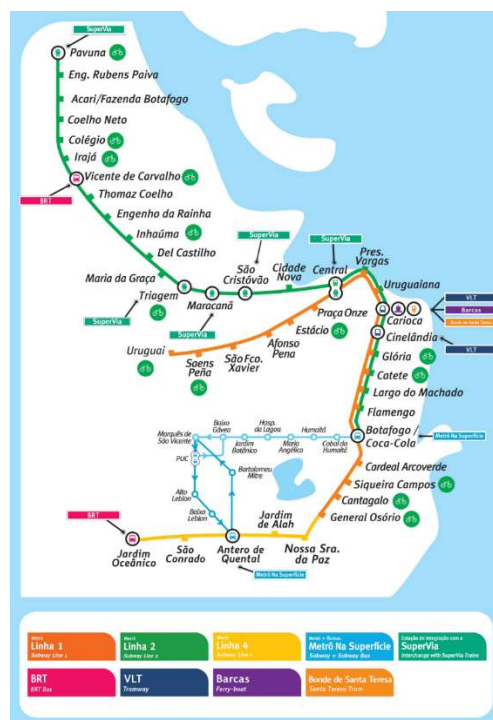 SuperVia
Pavuna
Eng. Rubens Paiva
Acari/Fazenda Botafogo
Coelho Neto
Colégio
Irajá
Vicente de Carvalho
BRT
Thomaz Coelho
Engenho da Rainha
Inhaúma
Del Castilho
Maria da Graça
SuperVia
Triagem
SuperVia
Maracanã
SuperVia
São
Cristóvão
Cidade
Nova
SuperVia
Central
Pres.
Vargas
Uruguaiana
Praça Onze
Estácio
Afonso
Pena
São Fco.
Xavier
Saens
Peña
Uruguai
Carioca
VLT
Barcas
Bonde de Santa Teresa
Cinelândia
VLT
Glória
Catete
Largo do Machado
Flamengo
Botafogo /
Coca-Cola
Metrô Na Superfície
Marquês de
São Vicente
Baixo
Gávea
Jardim
Botânico
Hosp.
da Lagoa
Maria
Angélica
Humaitá
Cobal do
Humaitá
PUC
Bartolomeu
Mitre
Alto
Leblon
Baixo
Leblon
Cardeal Arcoverde
Siqueira Campos
Cantagalo
General Osório
Nossa Sra.
da Paz
Jardim
de Alah
Antero de
Quental
Metrô Na Superfície
São
Conrado
BRT
Jardim
Oceânico
Metrô
Linha 1
Subway Line 1
Metrô
Linha 2
Subway Line 2
Metrô
Linha 4
Subway Line 4
Metrô + Ônibus
Metrô Na Superfície
Subway + Subway Bus
Estação de Integração com a
SuperVia
Interchange with SuperVia Trains
BRT
BRT Bus
VLT
Tramway
Barcas
Ferry-boat
Bonde de Santa Teresa
Santa Teresa Tram